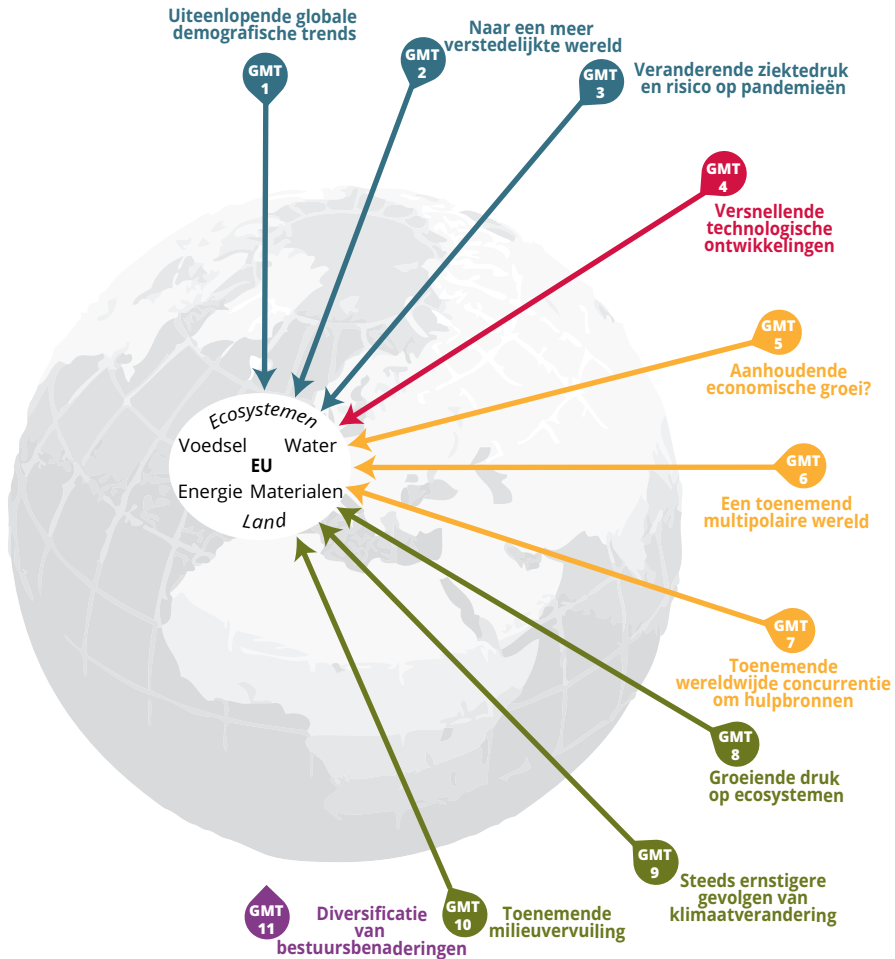 Uiteenlopende globale
demografische trends
GMT
1
Naar een meer
verstedelijkte wereld
GMT
2
Veranderende ziektedruk
en risico op pandemieën
GMT
3
GMT
4
Versnellende
technologische
ontwikkelingen
GMT
5
Aanhoudende
economische groei?
GMT
6
Een toenemend
multipolaire wereld
GMT
7
Toenemende
wereldwijde concurrentie
om hulpbronnen
GMT
8
Groeiende druk
op ecosystemen
GMT
9
Steeds ernstigere
gevolgen van
klimaatverandering
GMT
10
Toenemende
milieuvervuiling
GMT
11
Diversificatie
van
bestuursbenaderingen
Ecosystemen
Voedsel Water
EU
Energie Materialen
Land